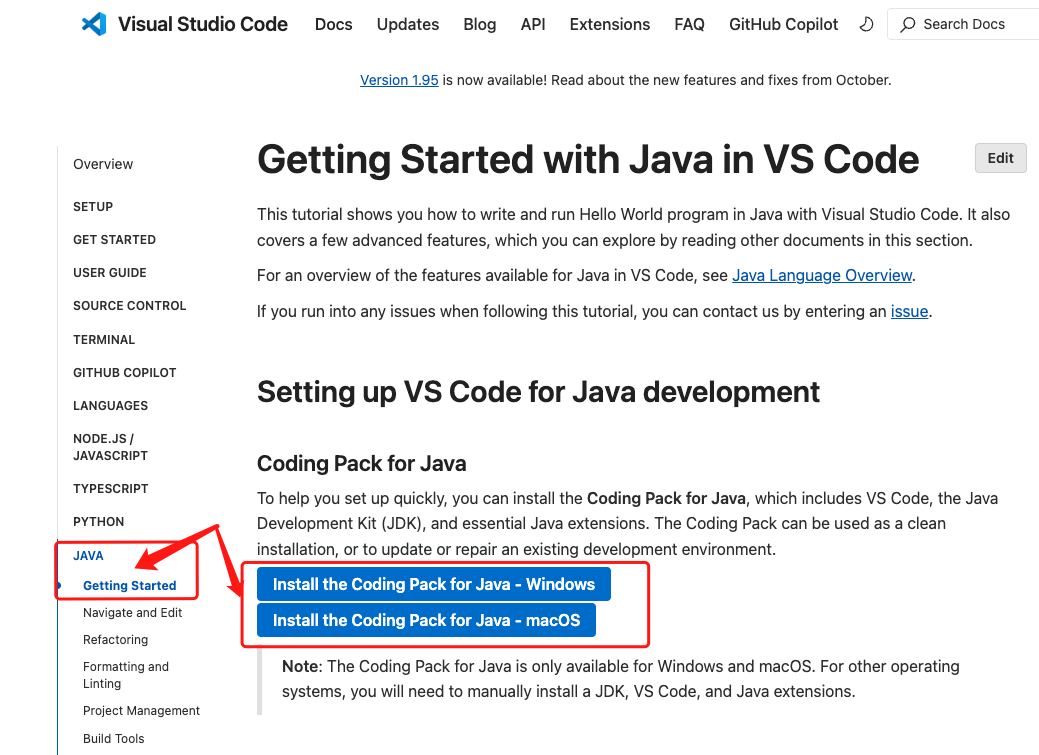 Visual Studio Code Docs Updates Blog API Extensions FAQ GitHub Copilot Search Docs
Version 1.95 is now available! Read about the new features and fixes from October.
Overview
SETUP
GET STARTED
USER GUIDE
SOURCE CONTROL
TERMINAL
GITHUB COPILOT
LANGUAGES
NODE.JS /
JAVASCRIPT
TYPESCRIPT
PYTHON
JAVA
Getting Started
Navigate and Edit
Refactoring
Formatting and
Linting
Project Management
Build Tools
Getting Started with Java in VS Code
Edit
This tutorial shows you how to write and run Hello World program in Java with Visual Studio Code. It also
covers a few advanced features, which you can explore by reading other documents in this section.
For an overview of the features available for Java in VS Code, see Java Language Overview.
If you run into any issues when following this tutorial, you can contact us by entering an issue.
Setting up VS Code for Java development
Coding Pack for Java
To help you set up quickly, you can install the Coding Pack for Java, which includes VS Code, the Java
Development Kit (JDK), and essential Java extensions. The Coding Pack can be used as a clean
installation, or to update or repair an existing development environment.
Install the Coding Pack for Java - Windows
Install the Coding Pack for Java - macOS
Note: The Coding Pack for Java is only available for Windows and macOS. For other operating
systems, you will need to manually install a JDK, VS Code, and Java extensions.